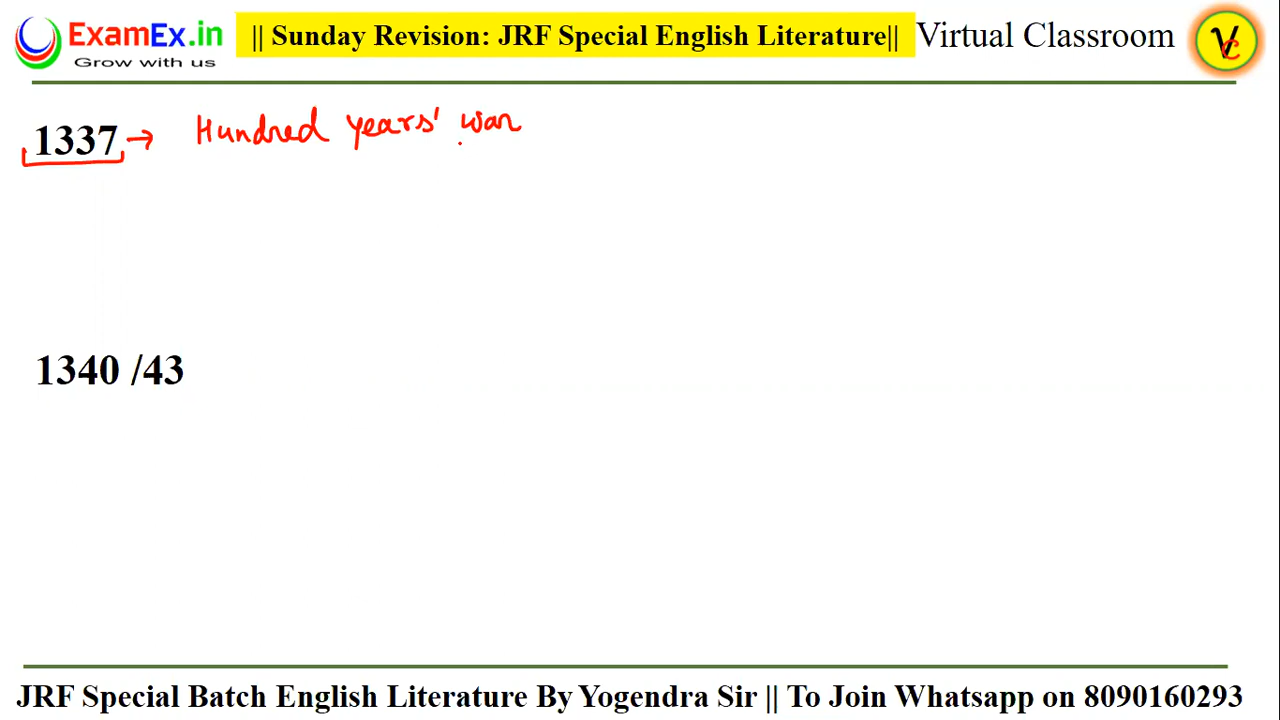 ExamEx.in
Grow with us
|| Sunday Revision: JRF Special English Literature||
Virtual Classroom
VC
1337 → Hundred years' war
1340 /43
JRF Special Batch English Literature By Yogendra Sir || To Join Whatsapp on 8090160293